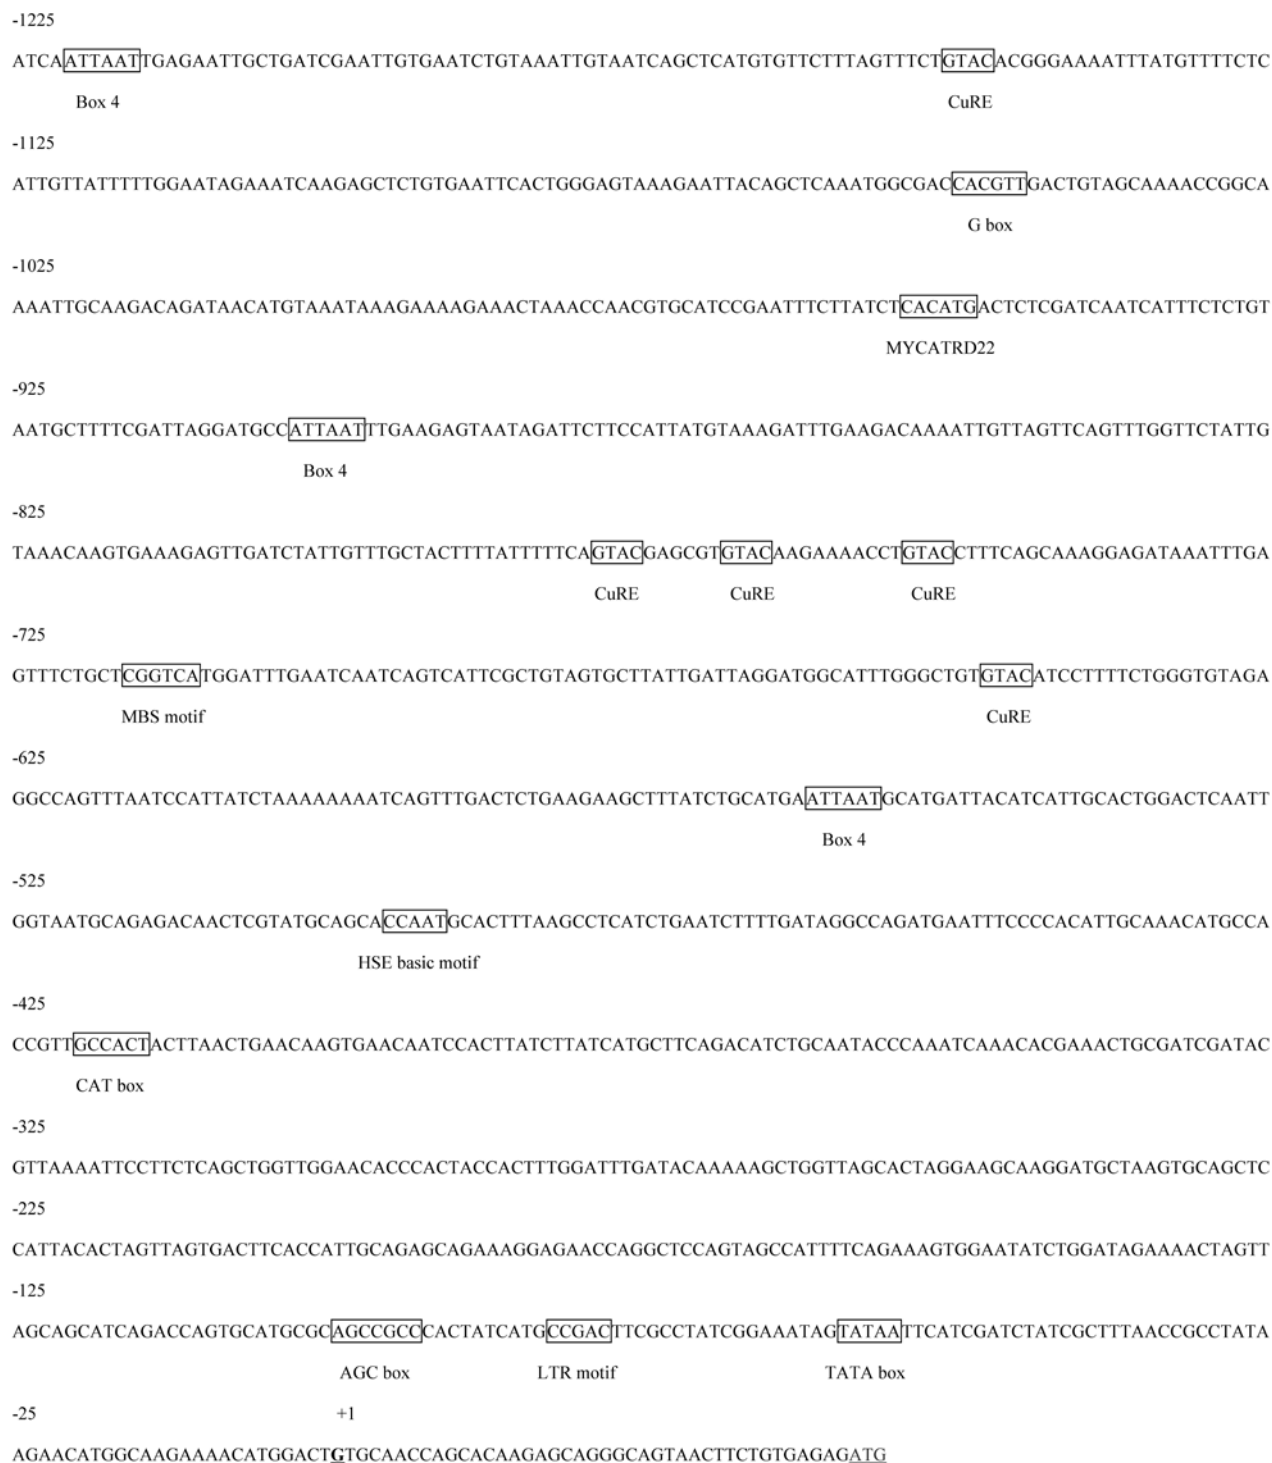 -1225
ATCAATTAATTGAGAATTGCTGATCGAATTGTGAATCTGTAAATTGTAATCAGCTCATGTGTTCTTTAGTTTCTGTACACGGGAAAATTTATGTTTTCTC
Box 4 CuRE
-1125
ATTGTTATTTTTGGAATAGAAATCAAGAGCTCTGTGAATTCACTGGGAGTAAAGAATTACAGCTCAAATGGCGACCACGTTGACTGTAGCAAAACCGGCA
G box
-1025
AAATTGCAAGACAGATAACATGTAAATAAAGAAAAGAAACTAAACCAACGTGCATCCGAATTTCTTATCTCACATGACTCTCGATCAATCATTTCTCTGT
MYCATRD22
-925
AATGCTTTTCGATTAGGATGCCATTAATTTGAAGAGTAATAGATTCTTCCATTATGTAAAGATTTGAAGACAAAATTGTTAGTTCAGTTTGGTTCTATTG
Box 4
-825
TAAACAAGTGAAAGAGTTGATCTATTGTTTGCTACTTTTATTTTTCAGTACGAGCGTGTACAAGAAAACCTGTACCTTTCAGCAAAGGAGATAAATTTGA
CuRE CuRE CuRE
-725
GTTTCTGCTCGGTCATGGATTTGAATCAATCAGTCATTCGCTGTAGTGCTTATTGATTAGGATGGCATTTGGGCTGTGTACATCCTTTTCTGGGTGTAGA
MBS motif CuRE
-625
GGCCAGTTTAATCCATTATCTAAAAAAAATCAGTTTGACTCTGAAGAAGCTTTATCTGCATGAATTAATGCATGATTACATCATTGCACTGGACTCAATT
Box 4
-525
GGTAATGCAGAGACAACTCGTATGCAGCACCAATGCACTTTAAGCCTCATCTGAATCTTTTGATAGGCCAGATGAATTTCCCCACATTGCAAACATGCCA
HSE basic motif
-425
CCGTTGCCACTACTTAACTGAACAAGTGAACAATCCACTTATCTTATCATGCTTCAGACATCTGCAATACCCAAATCAAACACGAAACTGCGATCGATAC
CAT box
-325
GTTAAAATTCCTTCTCAGCTGGTTGGAACACCCACTACCACTTTGGATTTGATACAAAAAGCTGGTTAGCACTAGGAAGCAAGGATGCTAAGTGCAGCTC
-225
CATTACACTAGTTAGTGACTTCACCATTGCAGAGCAGAAAGGAGAACCAGGCTCCAGTAGCCATTTTCAGAAAGTGGAATATCTGGATAGAAAACTAGTT
-125
AGCAGCATCAGACCAGTGCATGCGCAGCCGCCCACTATCATGCCGACTTCGCCTATCGGAAATAGTATAATTCATCGATCTATCGCTTTAACCGCCTATA
AGC box LTR motif TATA box
-25 +1
AGAACATGGCAAGAAAACATGGACTGTGCAACCAGCACAAGAGCAGGGCAGTAACTTCTGTGAGAGATG